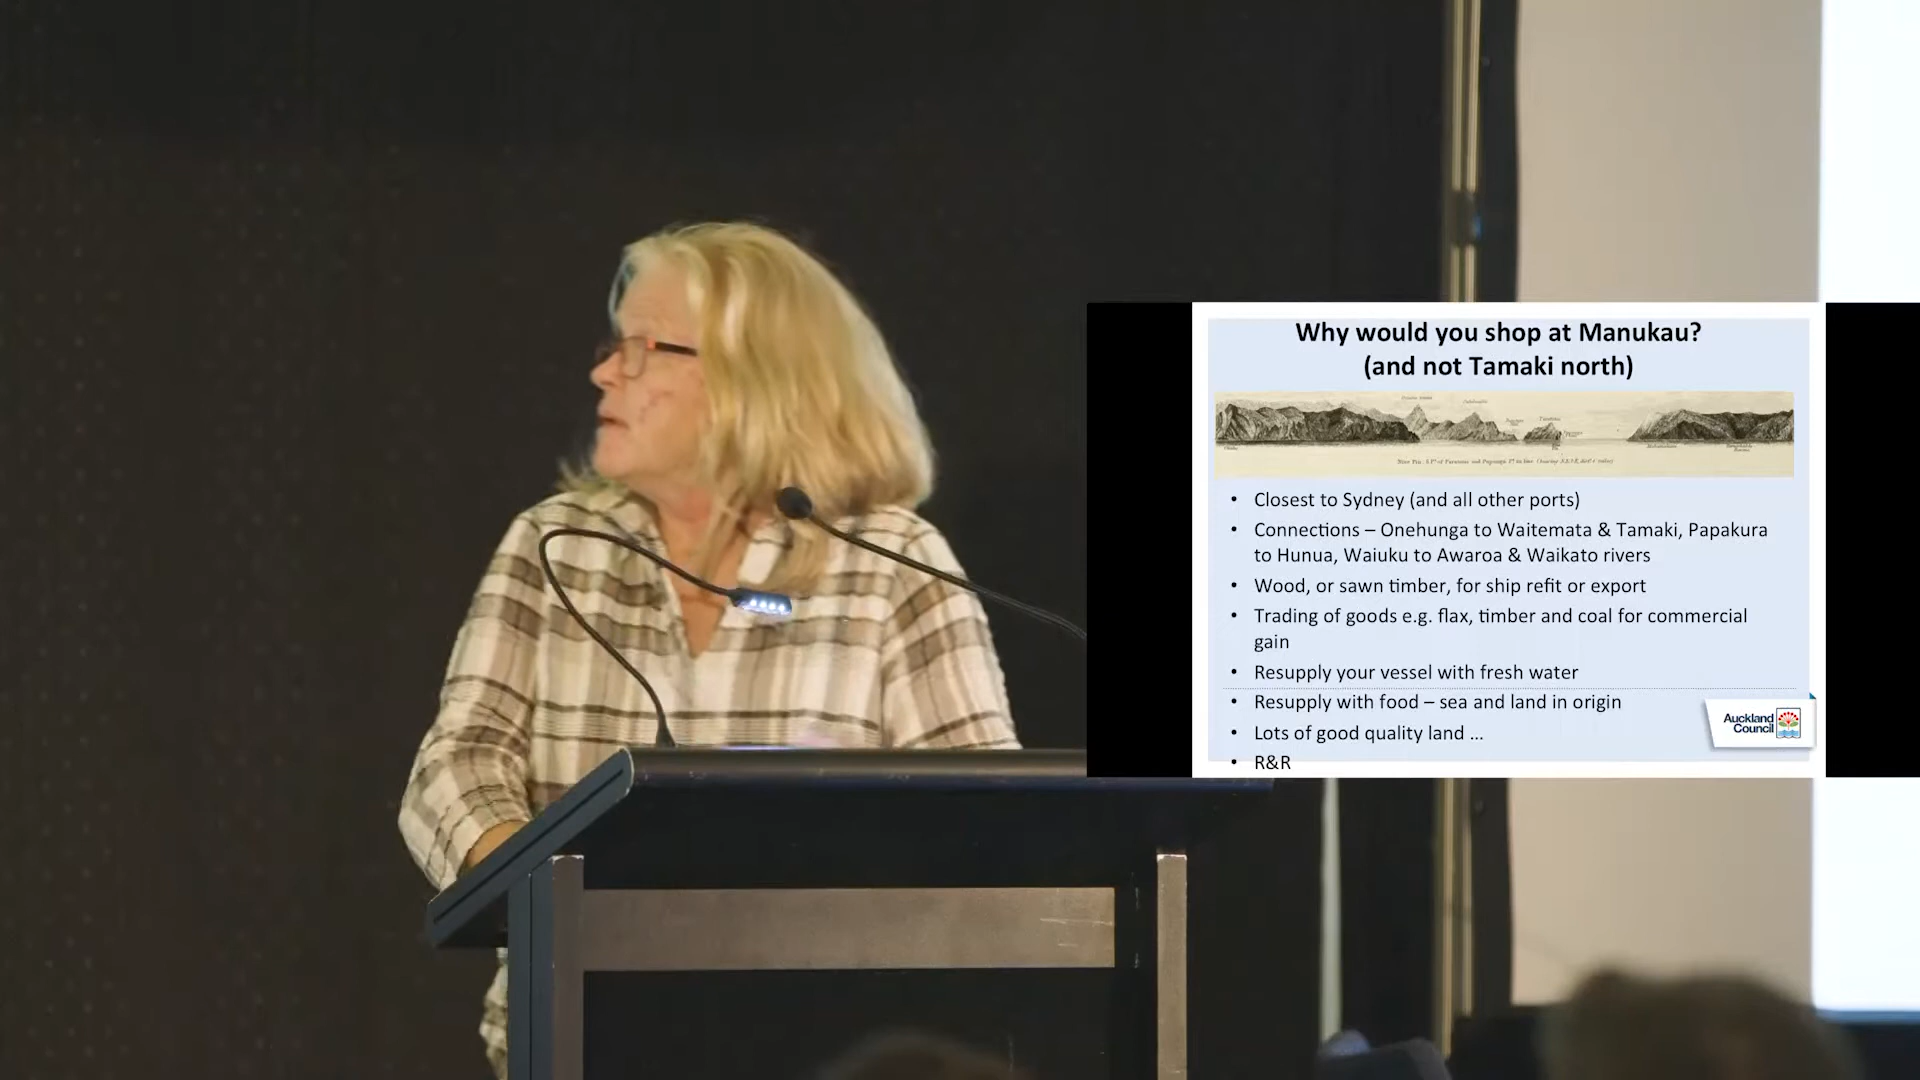 Why would you shop at Manukau?
(and not Tamaki north)
• Closest to Sydney (and all other ports)
• Connections – Onehunga to Waitemata & Tamaki, Papakura
to Hunua, Waiuku to Awaroa & Waikato rivers
• Wood, or sawn timber, for ship refit or export
• Trading of goods e.g. flax, timber and coal for commercial
gain
• Resupply your vessel with fresh water
• Resupply with food – sea and land in origin
• Lots of good quality land ...
• R&R
Auckland
Council